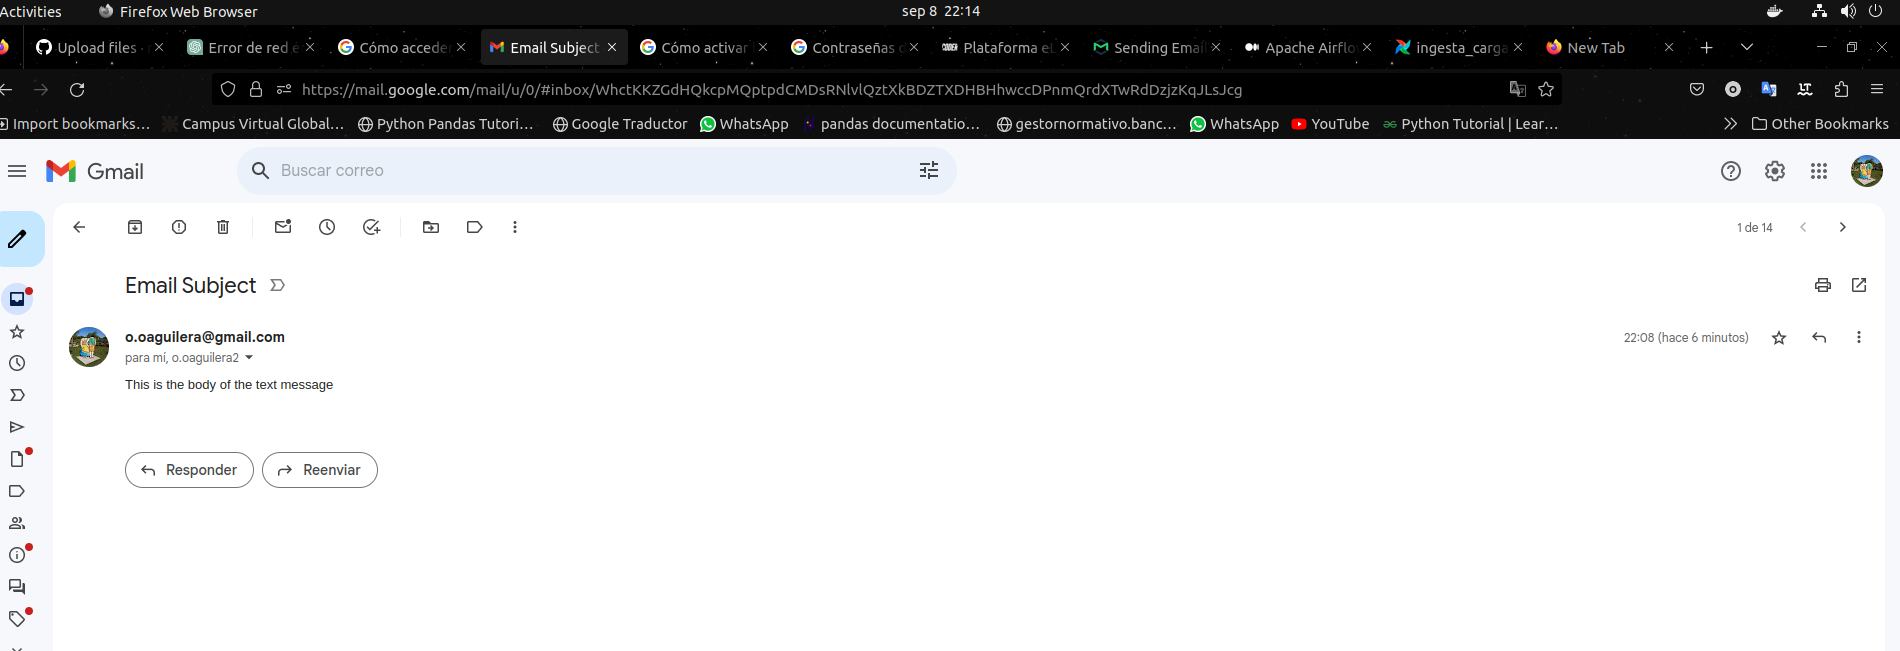 Activities Firefox Web Browser sep 8 22:14
Upload files · Error de red e Cómo acceder Email Subject Cómo activar Contraseñas d Plataforma eL Sending Emai Apache Airflo ingesta_carga New Tab
https://mail.google.com/mail/u/0/#inbox/WhctKKZGdHQkcpMQptpdCMDsRNlvlQztXkBDZTXDHBHhwccDPnmQrdXTwRdDzjzKqJLsJcg
Import bookmarks... Campus Virtual Global... Python Pandas Tutori... Google Traductor WhatsApp pandas documentatio... gestornormativo.banc... WhatsApp YouTube Python Tutorial | Lear... Other Bookmarks
Gmail Buscar correo
1 de 14
Email Subject
o.oaguilera@gmail.com 22:08 (hace 6 minutos)
para mí, o.oaguilera2
This is the body of the text message
Responder Reenviar